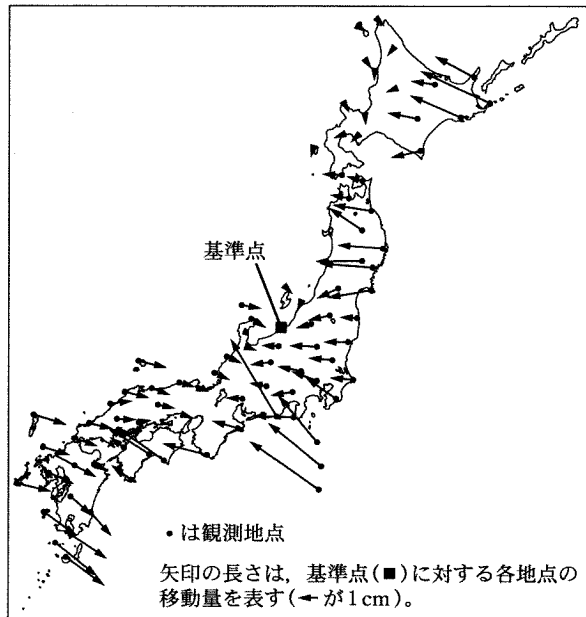 基準点
•は観測地点
矢印の長さは，基準点(■)に対する各地点の
移動量を表す(←が1cm)。